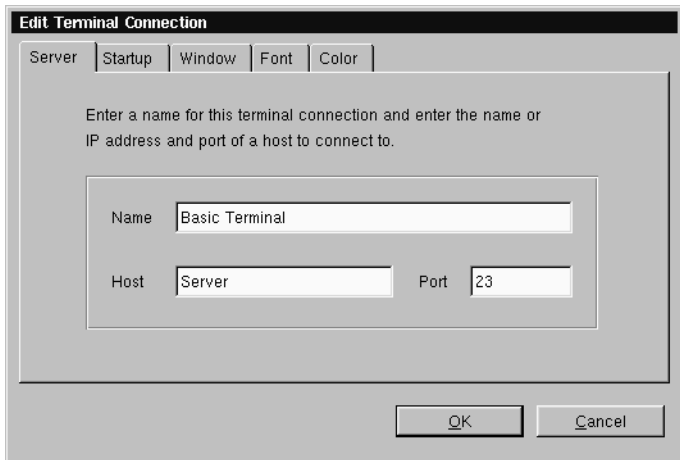 Edit Terminal Connection
Server Startup Window Font Color
Enter a name for this terminal connection and enter the name or
IP address and port of a host to connect to.
Name Basic Terminal
Host Server Port 23
OK Cancel